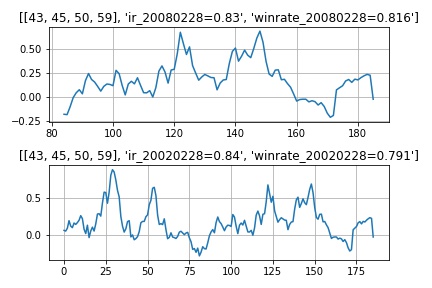 [[43, 45, 50, 59], 'ir_20080228=0.83', 'winrate_20080228=0.816']
0.50
0.25
0.00
−0.25
80 100 120 140 160 180
[[43, 45, 50, 59], 'ir_20020228=0.84', 'winrate_20020228=0.791']
0.5
0.0
0 25 50 75 100 125 150 175